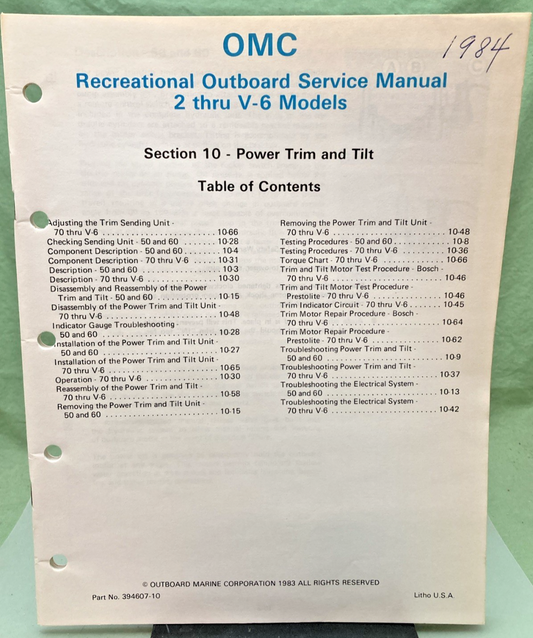 OMC
1984
Recreational Outboard Service Manual
2 thru V-6 Models
Section 10 - Power Trim and Tilt
Table of Contents
Adjusting the Trim Sending Unit -
70 thru V-6 . . . . . . . . . . . . . . . . . . . . . . . 10-66
Checking Sending Unit - 50 and 60 . . . . . . . 10-28
Component Description - 50 and 60 . . . . . . . . 10-4
Component Description - 70 thru V-6 . . . . . 10-31
Description - 50 and 60 . . . . . . . . . . . . . . . . 10-3
Description - 70 thru V-6 . . . . . . . . . . . . . . 10-30
Disassembly and Reassembly of the Power
Trim and Tilt - 50 and 60 . . . . . . . . . . . . . 10-15
Disassembly of the Power Trim and Tilt Unit -
70 thru V-6 . . . . . . . . . . . . . . . . . . . . . . . 10-48
Indicator Gauge Troubleshooting -
50 and 60 . . . . . . . . . . . . . . . . . . . . . . . . 10-28
Installation of the Power Trim and Tilt Unit -
50 and 60 . . . . . . . . . . . . . . . . . . . . . . . . 10-27
Installation of the Power Trim and Tilt Unit -
70 thru V-6 . . . . . . . . . . . . . . . . . . . . . . . 10-65
Operation - 70 thru V-6 . . . . . . . . . . . . . . . 10-30
Reassembly of the Power Trim and Tilt -
70 thru V-6 . . . . . . . . . . . . . . . . . . . . . . . 10-58
Removing the Power Trim and Tilt Unit -
50 and 60 . . . . . . . . . . . . . . . . . . . . . . . . 10-15
Removing the Power Trim and Tilt Unit -
70 thru V-6 . . . . . . . . . . . . . . . . . . . . . . . 10-48
Testing Procedures - 50 and 60 . . . . . . . . . . . . 10-8
Testing Procedures - 70 thru V-6 . . . . . . . . . 10-36
Torque Chart - 70 thru V-6 . . . . . . . . . . . . . 10-66
Trim and Tilt Motor Test Procedure - Bosch -
70 thru V-6 . . . . . . . . . . . . . . . . . . . . . . . 10-46
Trim and Tilt Motor Test Procedure -
Prestolite - 70 thru V-6 . . . . . . . . . . . . . . 10-46
Trim Indicator Circuit - 70 thru V-6 . . . . . . . 10-45
Trim Motor Repair Procedure - Bosch -
70 thru V-6 . . . . . . . . . . . . . . . . . . . . . . . 10-64
Trim Motor Repair Procedure -
Prestolite - 70 thru V-6 . . . . . . . . . . . . . . 10-62
Troubleshooting Power Trim and Tilt -
50 and 60 . . . . . . . . . . . . . . . . . . . . . . . . . 10-9
Troubleshooting Power Trim and Tilt -
70 thru V-6 . . . . . . . . . . . . . . . . . . . . . . . 10-37
Troubleshooting the Electrical System -
50 and 60 . . . . . . . . . . . . . . . . . . . . . . . . 10-13
Troubleshooting the Electrical System -
70 thru V-6 . . . . . . . . . . . . . . . . . . . . . . . 10-42
© OUTBOARD MARINE CORPORATION 1983 ALL RIGHTS RESERVED
Part No. 394607-10
Litho U.S.A.